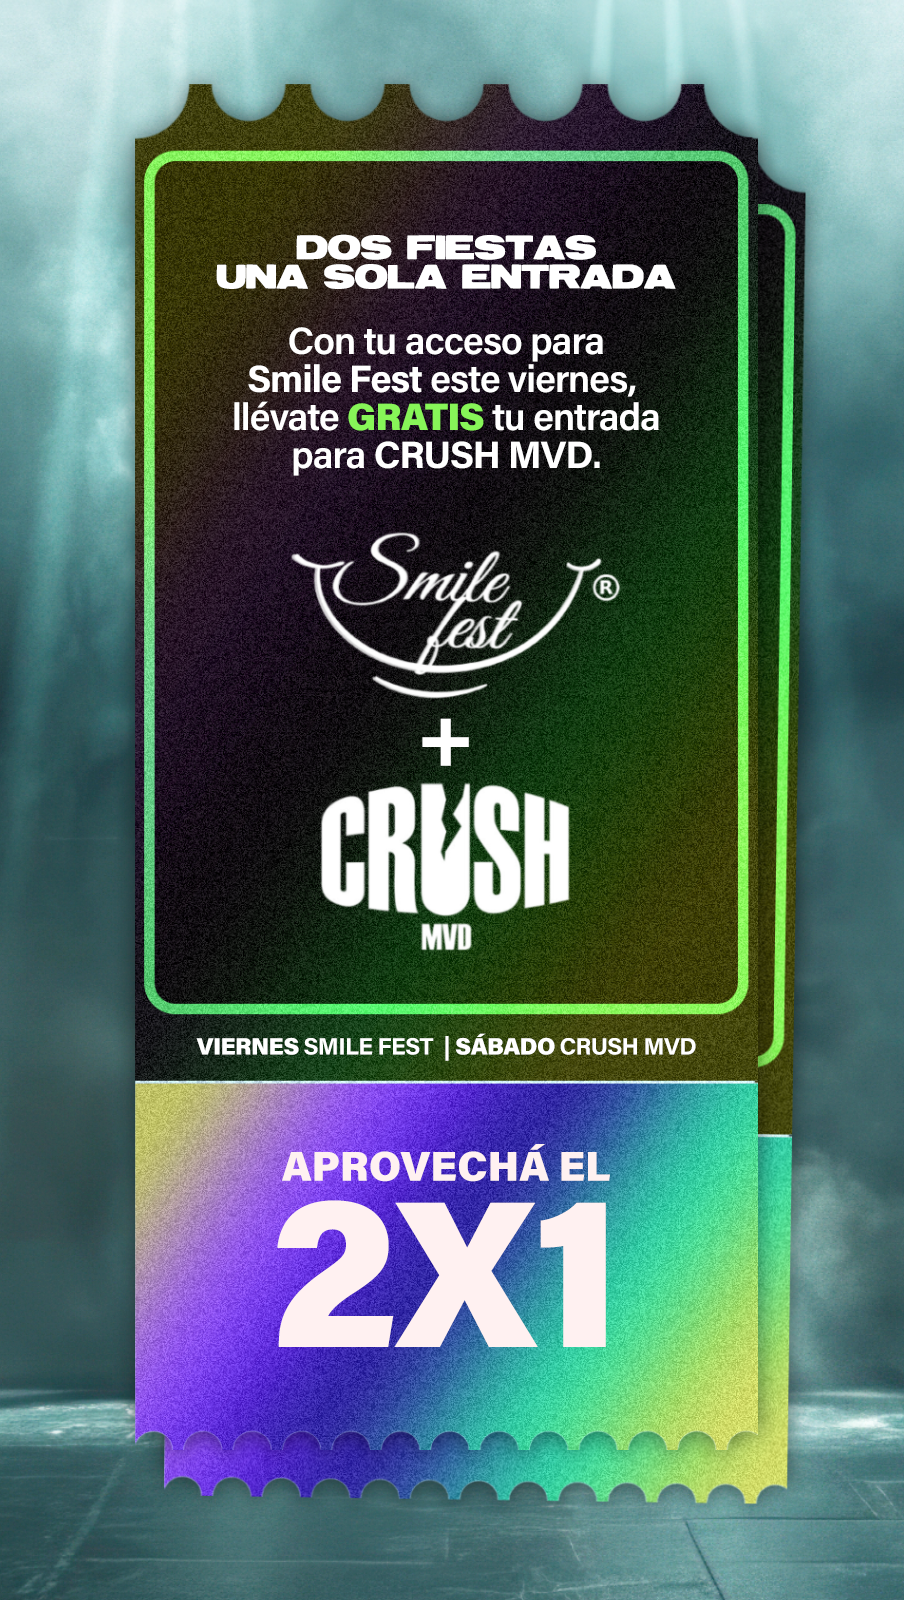 DOS FIESTAS
UNA SOLA ENTRADA
Con tu acceso para
Smile Fest este viernes,
llévate GRATIS tu entrada
para CRUSH MVD.
Smile
fest ®
+
CRUSH
MVD
VIERNES SMILE FEST | SÁBADO CRUSH MVD
APROVECHÁ EL
2X1